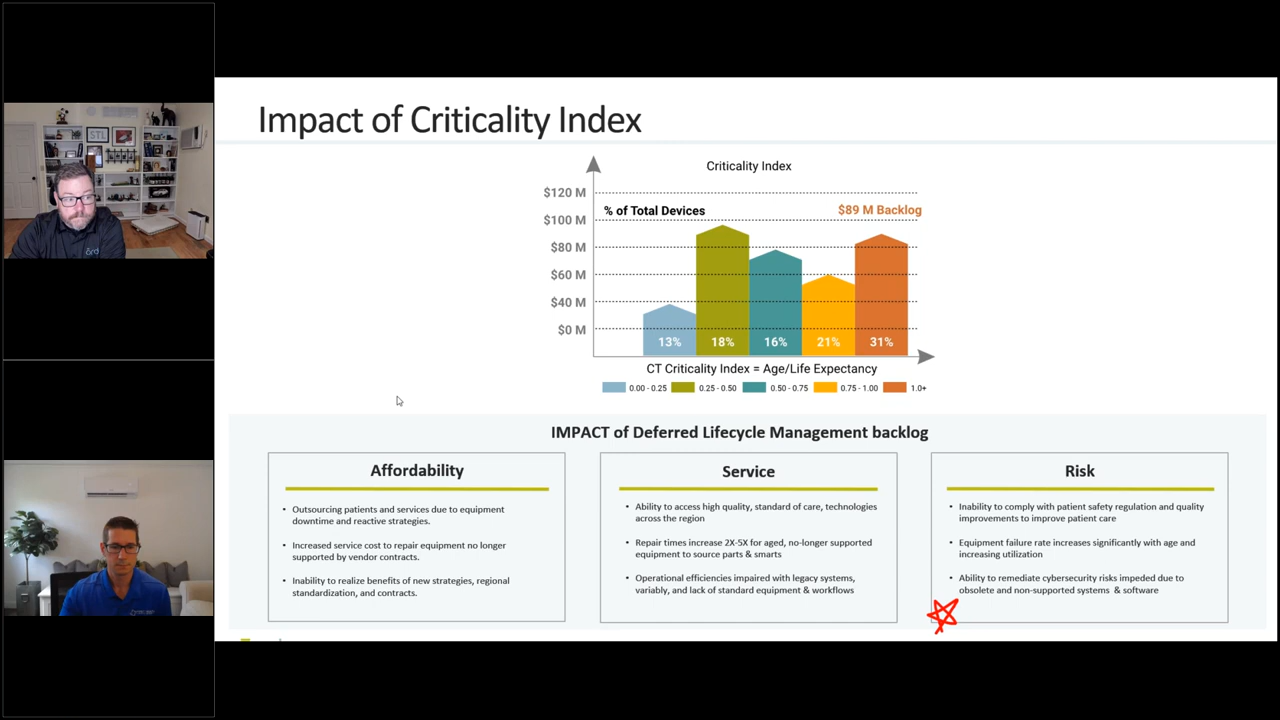 STL
ōrd
Impact of Criticality Index
Criticality Index
$120 M
$100 M
$80 M
$60 M
$40 M
$0 M
% of Total Devices
$89 M Backlog
13%
18%
16%
21%
31%
CT Criticality Index = Age/Life Expectancy
0.00 - 0.25
0.25 - 0.50
0.50 - 0.75
0.75 - 1.00
1.0+
IMPACT of Deferred Lifecycle Management backlog
Affordability
• Outsourcing patients and services due to equipment
downtime and reactive strategies.
• Increased service cost to repair equipment no longer
supported by vendor contracts.
• Inability to realize benefits of new strategies, regional
standardization, and contracts.
Service
• Ability to access high quality, standard of care, technologies
across the region
• Repair times increase 2X-5X for aged, no-longer supported
equipment to source parts & smarts
• Operational efficiencies impaired with legacy systems,
variably, and lack of standard equipment & workflows
Risk
• Inability to comply with patient safety regulation and quality
improvements to improve patient care
• Equipment failure rate increases significantly with age and
increasing utilization
• Ability to remediate cybersecurity risks impeded due to
obsolete and non-supported systems & software